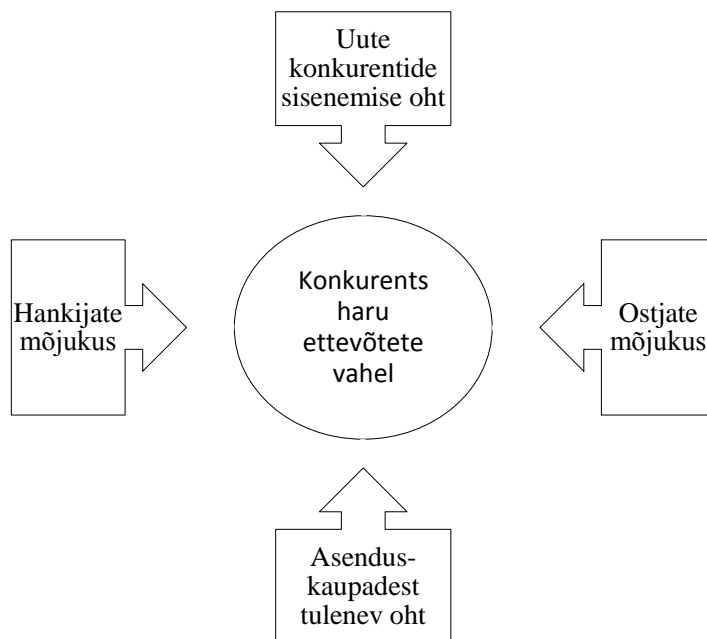 Uute
konkurentide
sisenemise oht
Hankijate
mõjukus
Konkurents
haru
ettevõtete
vahel
Ostjate
mõjukus
Asendus-
kaupadest
tulenev oht